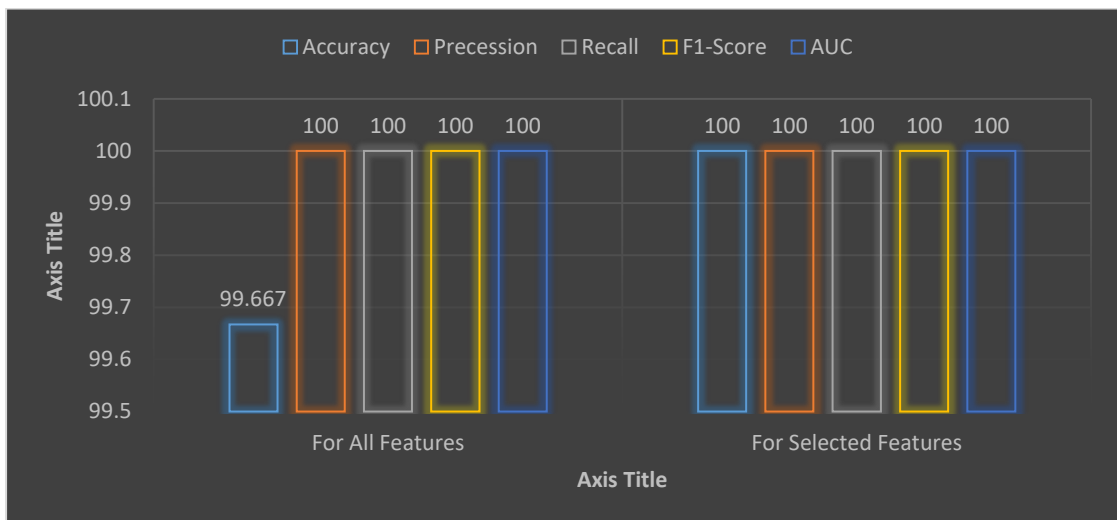 Accuracy Precession Recall F1-Score AUC
100.1
100
99.9
99.8
99.7
99.6
99.5
Axis Title
99.667 100 100 100 100
100 100 100 100 100
For All Features For Selected Features
Axis Title